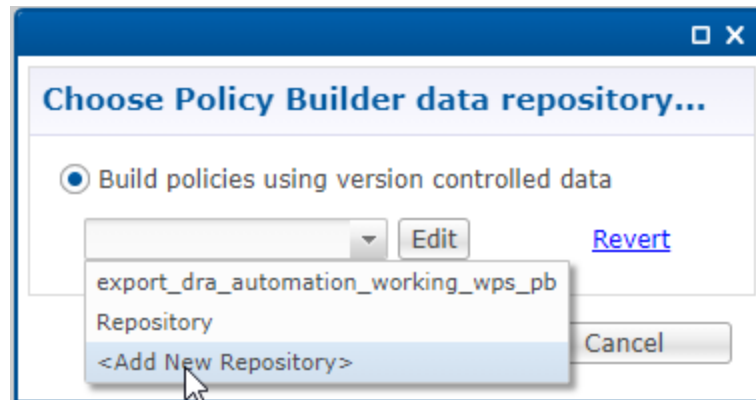 Choose Policy Builder data repository...
Build policies using version controlled data
Edit
Revert
export_dra_automation_working_wps_pb
Repository
<Add New Repository>
Cancel